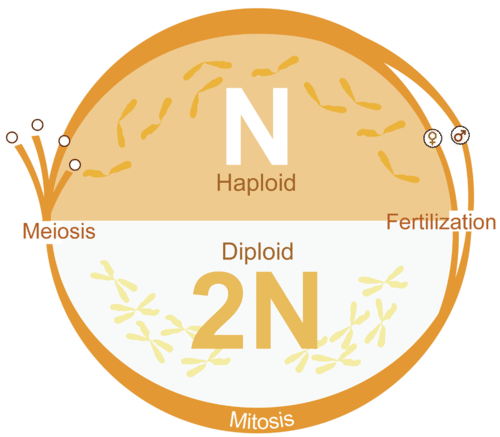 N
Haploid
♀ ♂
Meiosis
Fertilization
Diploid
2N
Mitosis